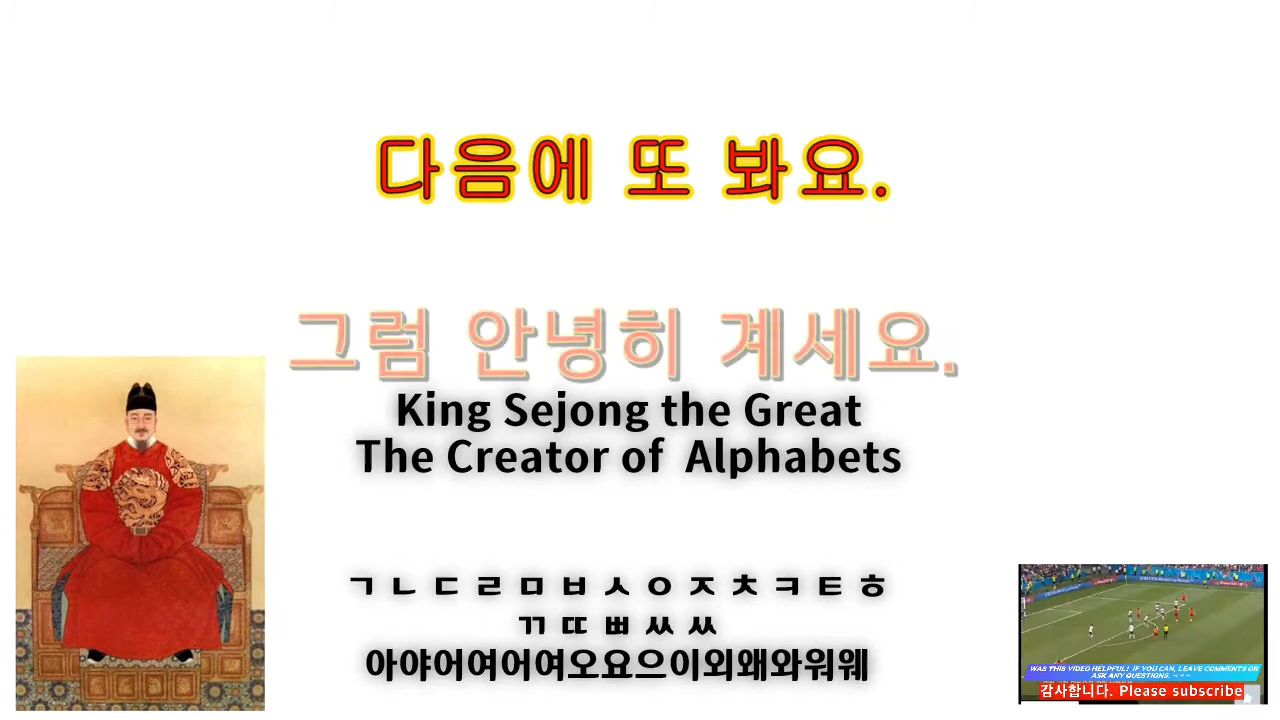 다음에 또 봐요.
그럼 안녕히 계세요.
King Sejong the Great
The Creator of Alphabets
ㄱ ㄴ ㄷ ㄹ ㅁ ㅂ ㅅ ㅇ ㅈ ㅊ ㅋ ㅌ ㅎ
ㄲ ㄸ ㅃ ㅆ ㅆ
아야어여어여오요으이외왜와워웨
WAS THIS VIDEO HELPFUL! IF YOU CAN, LEAVE COMMENTS OR
ASK ANY QUESTIONS. ~ ~ ~
감사합니다. Please subscribe